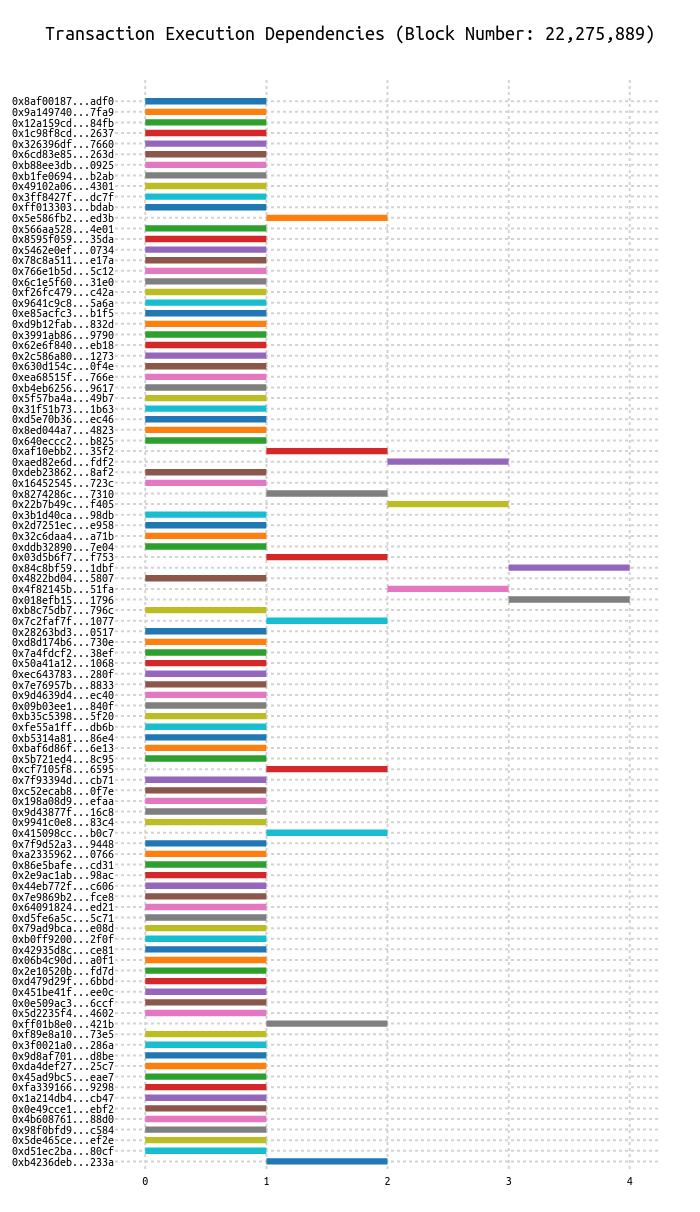 Transaction Execution Dependencies (Block Number: 22,275,889)
0x8af00187...adf0
0x9a149740...7fa9
0x12a159cd...84fb
0x1c98f8cd...2637
0x326396df...7660
0x6cd83e85...263d
0xb88ee3db...0925
0xb1fe0694...b2ab
0x49102a06...4301
0x3ff8427f...dc7f
0xff013303...bdab
0x5e586fb2...ed3b
0x566aa528...4e01
0x8595f059...35da
0x5462e0ef...0734
0x78c8a511...e17a
0x766e1b5d...5c12
0x6c1e5f60...31e0
0xf26fc479...c42a
0x9641c9c8...5a6a
0xe85acfc3...b1f5
0xd9b12fab...832d
0x3991ab86...9790
0x62e6f840...eb18
0x2c586a80...1273
0x630d154c...0f4e
0xea68515f...766e
0xb4eb6256...9617
0x5f57ba4a...49b7
0x31f51b73...1b63
0xd5e70b36...ec46
0x8ed044a7...4823
0x640eccc2...b825
0xaf10ebb2...35f2
0xaed82e6d...fdf2
0xdeb23862...8af2
0x16452545...723c
0x8274286c...7310
0x22b7b49c...f405
0x3b1d40ca...98db
0x2d7251ec...e958
0x32c6daa4...a71b
0xddb32890...7e04
0x03d5b6f7...f753
0x84c8bf59...1dbf
0x4822bd04...5807
0x4f82145b...51fa
0x018efb15...1796
0xb8c75db7...796c
0x7c2faf7f...1077
0x28263bd3...0517
0xd8d174b6...730e
0x7a4fdcf2...38ef
0x50a41a12...1068
0xec643783...280f
0x7e76957b...8833
0x9d4639d4...ec40
0x09b03ee1...840f
0xb35c5398...5f20
0xfe55a1ff...db6b
0xb5314a81...86e4
0xbaf6d86f...6e13
0x5b721ed4...8c95
0xcf7105f8...6595
0x7f93394d...cb71
0xc52ecab8...0f7e
0x198a08d9...efaa
0x9d43877f...16c8
0x9941c0e8...83c4
0x415098cc...b0c7
0x7f9d52a3...9448
0xa2335962...0766
0x86e5bafe...cd31
0x2e9ac1ab...98ac
0x44eb772f...c606
0x7e9869b2...fce8
0x64091824...ed21
0xd5fe6a5c...5c71
0x79ad9bca...e08d
0xb0ff9200...2f0f
0x42935d8c...ce81
0x06b4c90d...a0f1
0x2e10520b...fd7d
0xd479d29f...6bbd
0x451be41f...ee0c
0x0e509ac3...6ccf
0x5d2235f4...4602
0xff01b8e0...421b
0xf89e8a10...73e5
0x3f0021a0...286a
0x9d8af701...d8be
0xda4def27...25c7
0x45ad9bc5...eae7
0xfa339166...9298
0x1a214db4...cb47
0x0e49cce1...ebf2
0x4b608761...88d0
0x98f0bfd9...c584
0x5de465ce...ef2e
0xd51ec2ba...80cf
0xb4236deb...233a
0 1 2 3 4